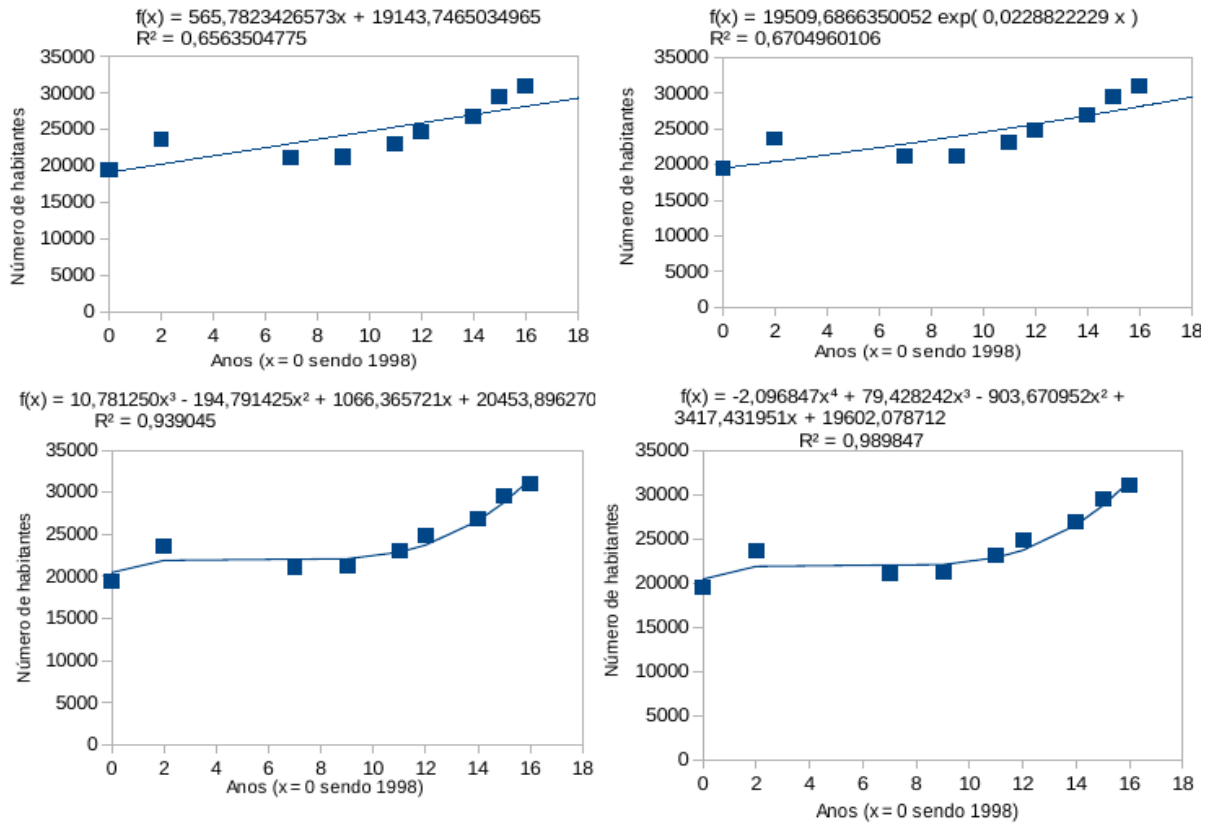 f(x) = 565,7823426573x + 19143,7465034965
R² = 0,6563504775
35000
30000
25000
20000
15000
10000
5000
0
0 2 4 6 8 10 12 14 16 18
Número de habitantes
Anos (x = 0 sendo 1998)
f(x) = 19509,6866350052 exp( 0,0228822229 x )
R² = 0,6704960106
35000
30000
25000
20000
15000
10000
5000
0
0 2 4 6 8 10 12 14 16 18
Número de habitantes
Anos (x = 0 sendo 1998)
f(x) = 10,781250x³ - 194,791425x² + 1066,365721x + 20453,896270
R² = 0,939045
35000
30000
25000
20000
15000
10000
5000
0
0 2 4 6 8 10 12 14 16 18
Número de habitantes
Anos (x = 0 sendo 1998)
f(x) = -2,096847x⁴ + 79,428242x³ - 903,670952x² +
3417,431951x + 19602,078712
R² = 0,989847
35000
30000
25000
20000
15000
10000
5000
0
0 2 4 6 8 10 12 14 16 18
Número de habitantes
Anos (x = 0 sendo 1998)